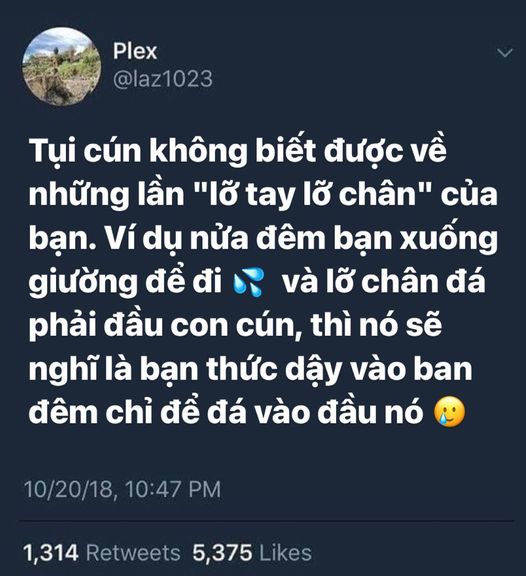 Plex
@laz1023
Tụi cún không biết được về
những lần "lỡ tay lỡ chân" của
bạn. Ví dụ nửa đêm bạn xuống
giường để đi 💦 và lỡ chân đá
phải đầu con cún, thì nó sẽ
nghĩ là bạn thức dậy vào ban
đêm chỉ để đá vào đầu nó 🥲
10/20/18, 10:47 PM
1,314 Retweets 5,375 Likes